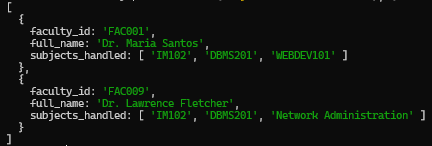 [
  {
    faculty_id: 'FAC001',
    full_name: 'Dr. Maria Santos',
    subjects_handled: [ 'IM102', 'DBMS201', 'WEBDEV101' ]
  },
  {
    faculty_id: 'FAC009',
    full_name: 'Dr. Lawrence Fletcher',
    subjects_handled: [ 'IM102', 'DBMS201', 'Network Administration' ]
  }
]